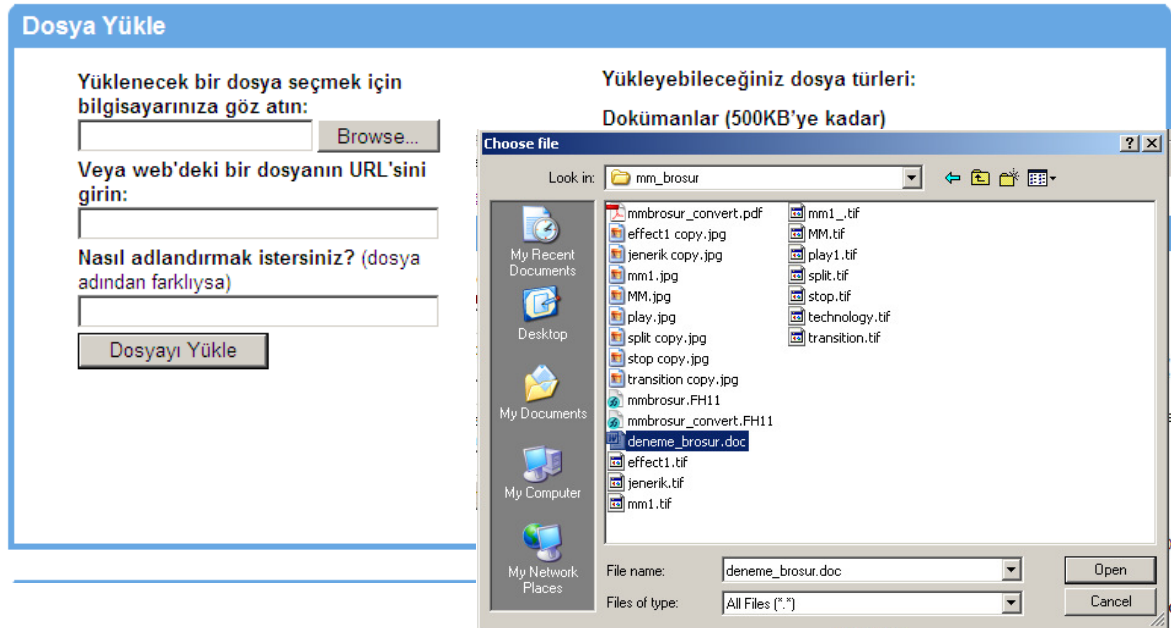 Dosya Yükle
Yüklenecek bir dosya seçmek için
bilgisayarınıza göz atın:
Browse...
Veya web'deki bir dosyanın URL'sini
girin:
Nasıl adlandırmak istersiniz? (dosya
adından farklıysa)
Dosyayı Yükle
Yükleyebileceğiniz dosya türleri:
Dokümanlar (500KB'ye kadar)
Choose file
Look in:
mm_brosur
My Recent
Documents
Desktop
My Documents
My Computer
My Network
Places
mmbrosur_convert.pdf
effect1 copy.jpg
jenerik copy.jpg
mm1.jpg
MM.jpg
play.jpg
split copy.jpg
stop copy.jpg
transition copy.jpg
mmbrosur.FH11
mmbrosur_convert.FH11
deneme_brosur.doc
effect1.tif
jenerik.tif
mm1.tif
mm1_.tif
MM.tif
play1.tif
split.tif
stop.tif
technology.tif
transition.tif
File name:
deneme_brosur.doc
Open
Files of type:
All Files (*.*)
Cancel